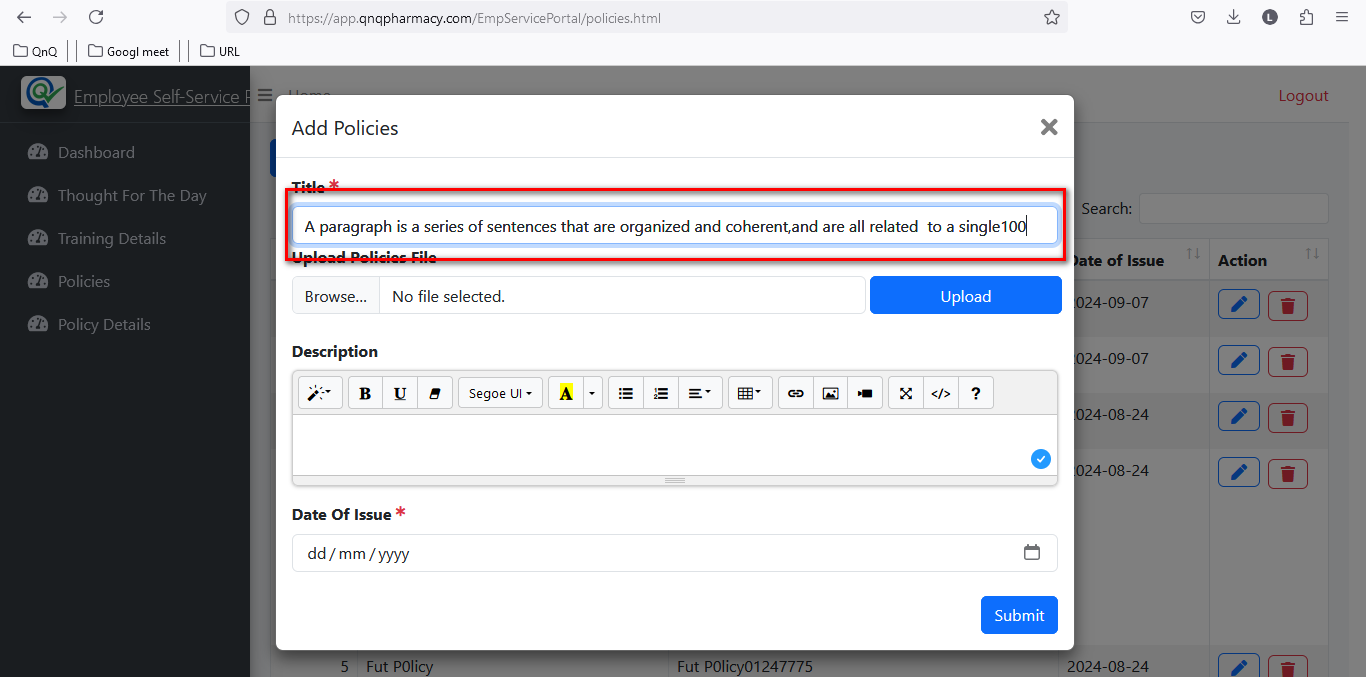 https://app.qnqpharmacy.com/EmpServicePortal/policies.html
L
QnQ
Googl meet
URL
Employee Self-Service
Home
Logout
Add Policies
Dashboard
Thought For The Day
Training Details
Policies
Policy Details
Title *
A paragraph is a series of sentences that are organized and coherent,and are all related  to a single100
Search:
Upload Policies File
Date of Issue
Action
Browse...
No file selected.
Upload
2024-09-07
Description
2024-09-07
B
U
Segoe UI
A
</>
?
2024-08-24
2024-08-24
Date Of Issue *
dd / mm / yyyy
Submit
5 Fut P0licy Fut P0licy01247775 2024-08-24